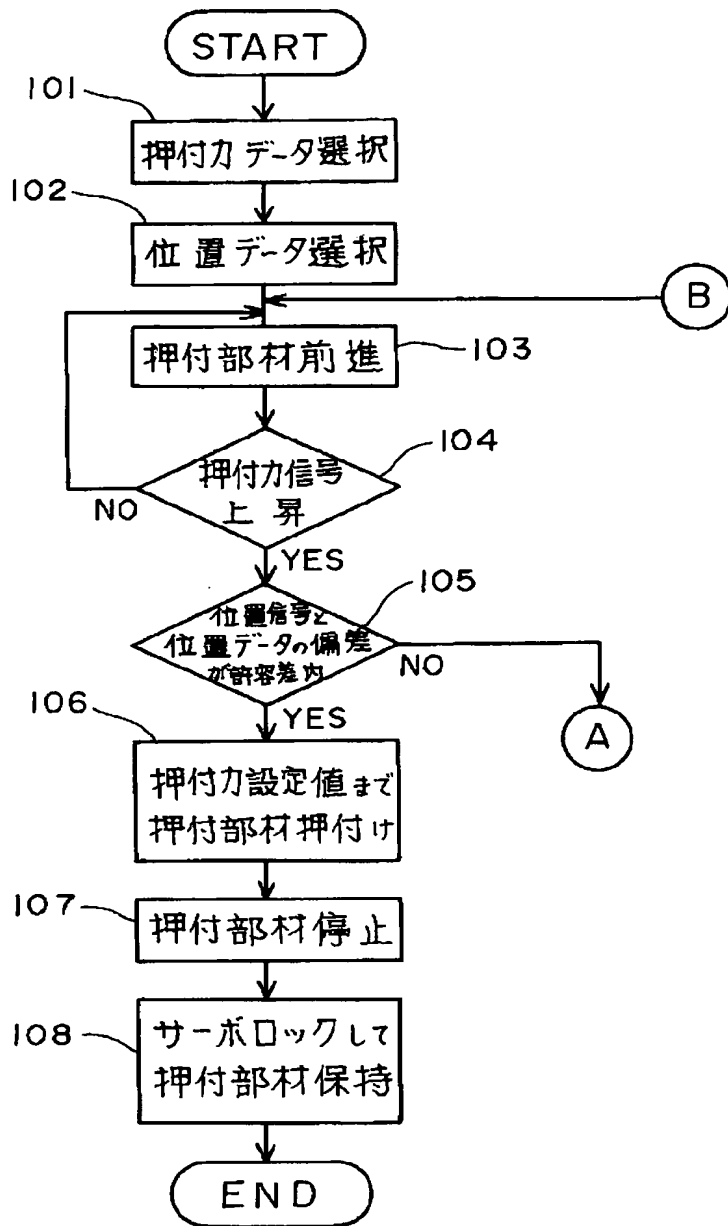 START
101
押付力データ選択
102
位置データ選択
B
押付部材前進
103
104
押付力信号
上昇
NO
YES
105
位置信号と
位置データの偏差
が許容差内
NO
YES
A
106
押付力設定値まで
押付部材押付け
107
押付部材停止
108
サーボロックして
押付部材保持
END